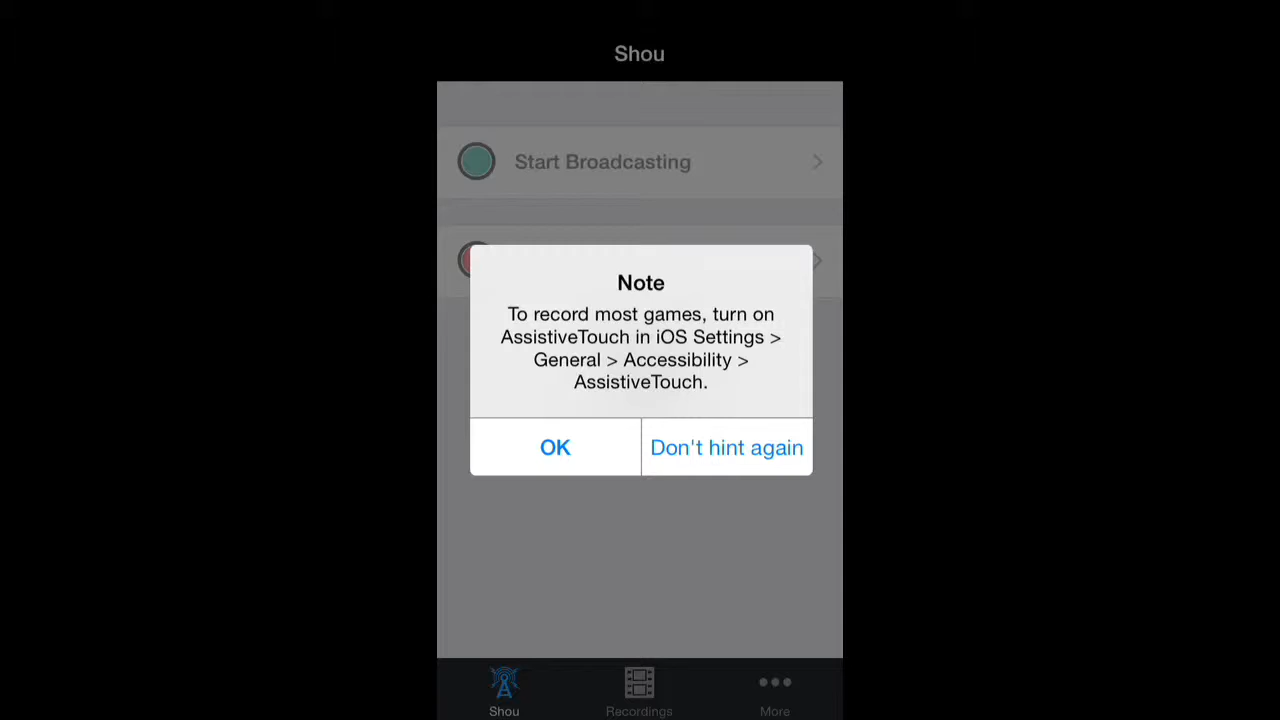 Shou
Start Broadcasting
Note
To record most games, turn on
AssistiveTouch in iOS Settings >
General > Accessibility >
AssistiveTouch.
OK
Don't hint again
Shou
Recordings
More